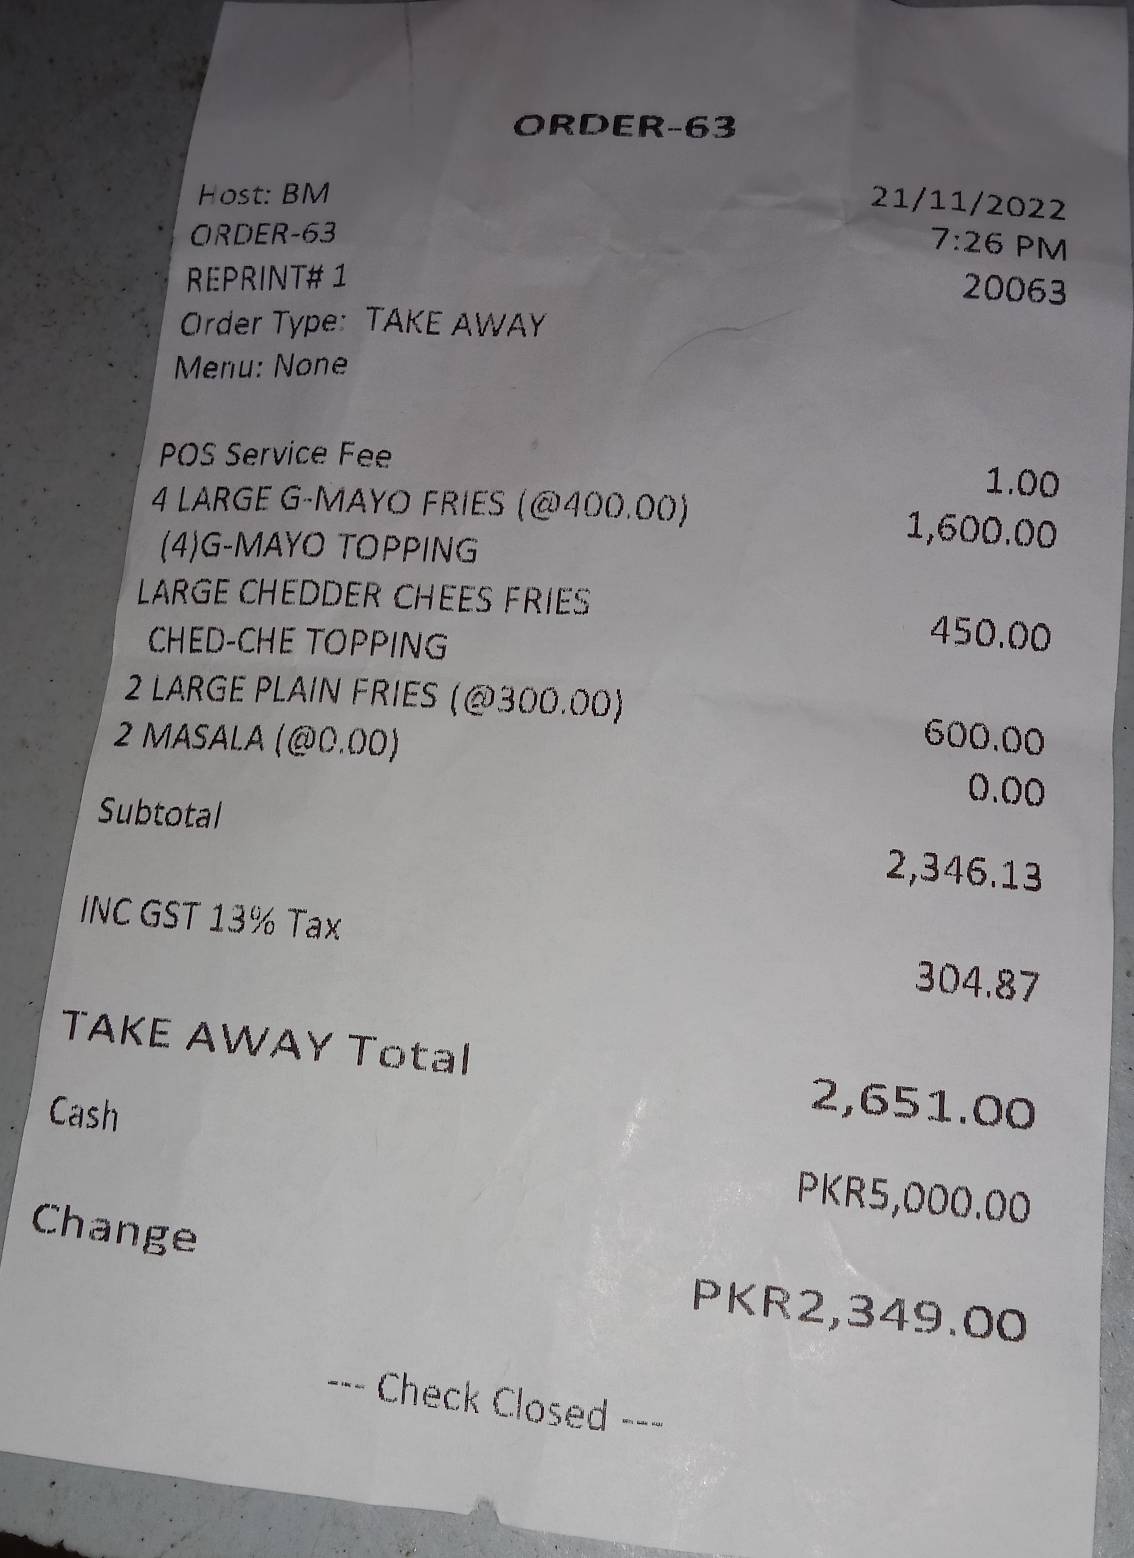 ORDER-63
Host: BM 21/11/2022
ORDER-63 7:26 PM
REPRINT# 1 20063
Order Type: TAKE AWAY
Menu: None
POS Service Fee 1.00
4 LARGE G-MAYO FRIES (@400.00) 1,600.00
(4)G-MAYO TOPPING
LARGE CHEDDER CHEES FRIES 450.00
CHED-CHE TOPPING
2 LARGE PLAIN FRIES (@300.00) 600.00
2 MASALA (@0.00) 0.00
Subtotal 2,346.13
INC GST 13% Tax 304.87
TAKE AWAY Total 2,651.00
Cash PKR5,000.00
Change PKR2,349.00
--- Check Closed ---